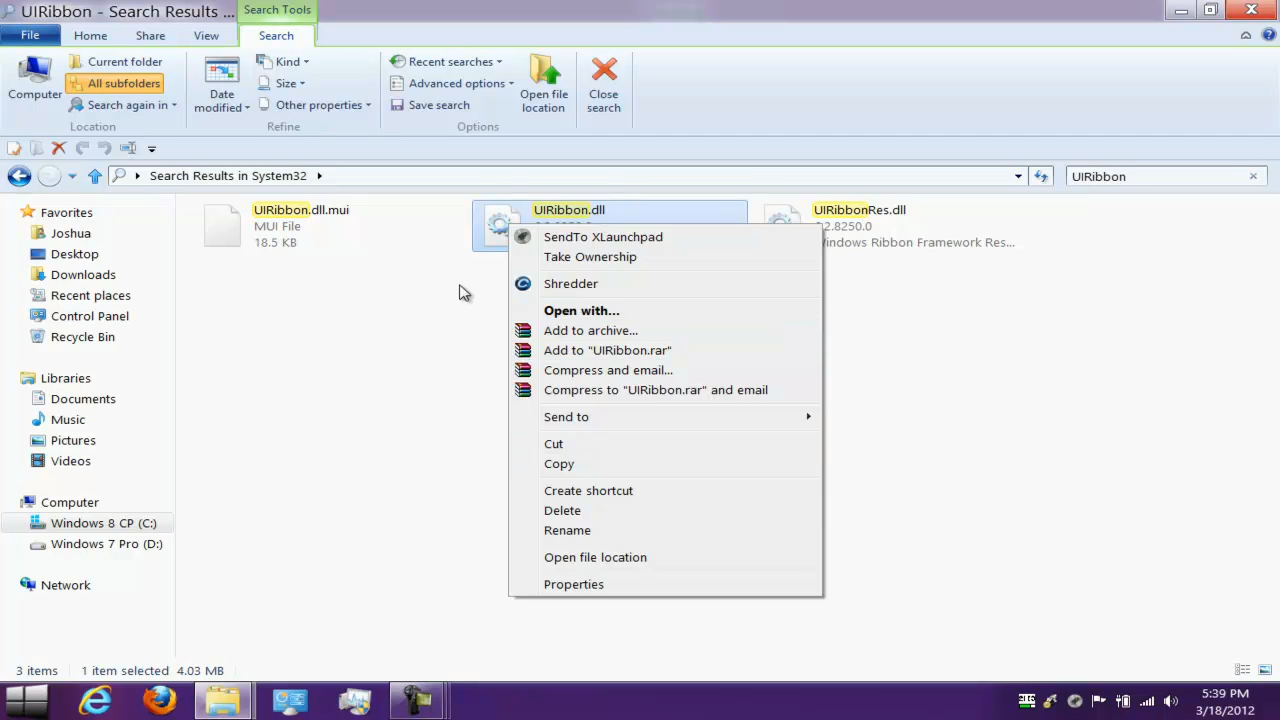 UIRibbon - Search Results ...
Search Tools
File
Home
Share
View
Search
Computer
Current folder
All subfolders
Search again in
Location
Date modified
Kind
Size
Other properties
Refine
Recent searches
Advanced options
Save search
Open file location
Options
Close search
Search Results in System32
UIRibbon
Favorites
Joshua
Desktop
Downloads
Recent places
Control Panel
Recycle Bin
Libraries
Documents
Music
Pictures
Videos
Computer
Windows 8 CP (C:)
Windows 7 Pro (D:)
Network
UIRibbon.dll.mui
MUI File
18.5 KB
UIRibbon.dll
UIRibbonRes.dll
.2.8250.0
indows Ribbon Framework Res...
SendTo XLaunchpad
Take Ownership
Shredder
Open with...
Add to archive...
Add to "UIRibbon.rar"
Compress and email...
Compress to "UIRibbon.rar" and email
Send to
Cut
Copy
Create shortcut
Delete
Rename
Open file location
Properties
3 items
1 item selected 4.03 MB
5:39 PM
3/18/2012